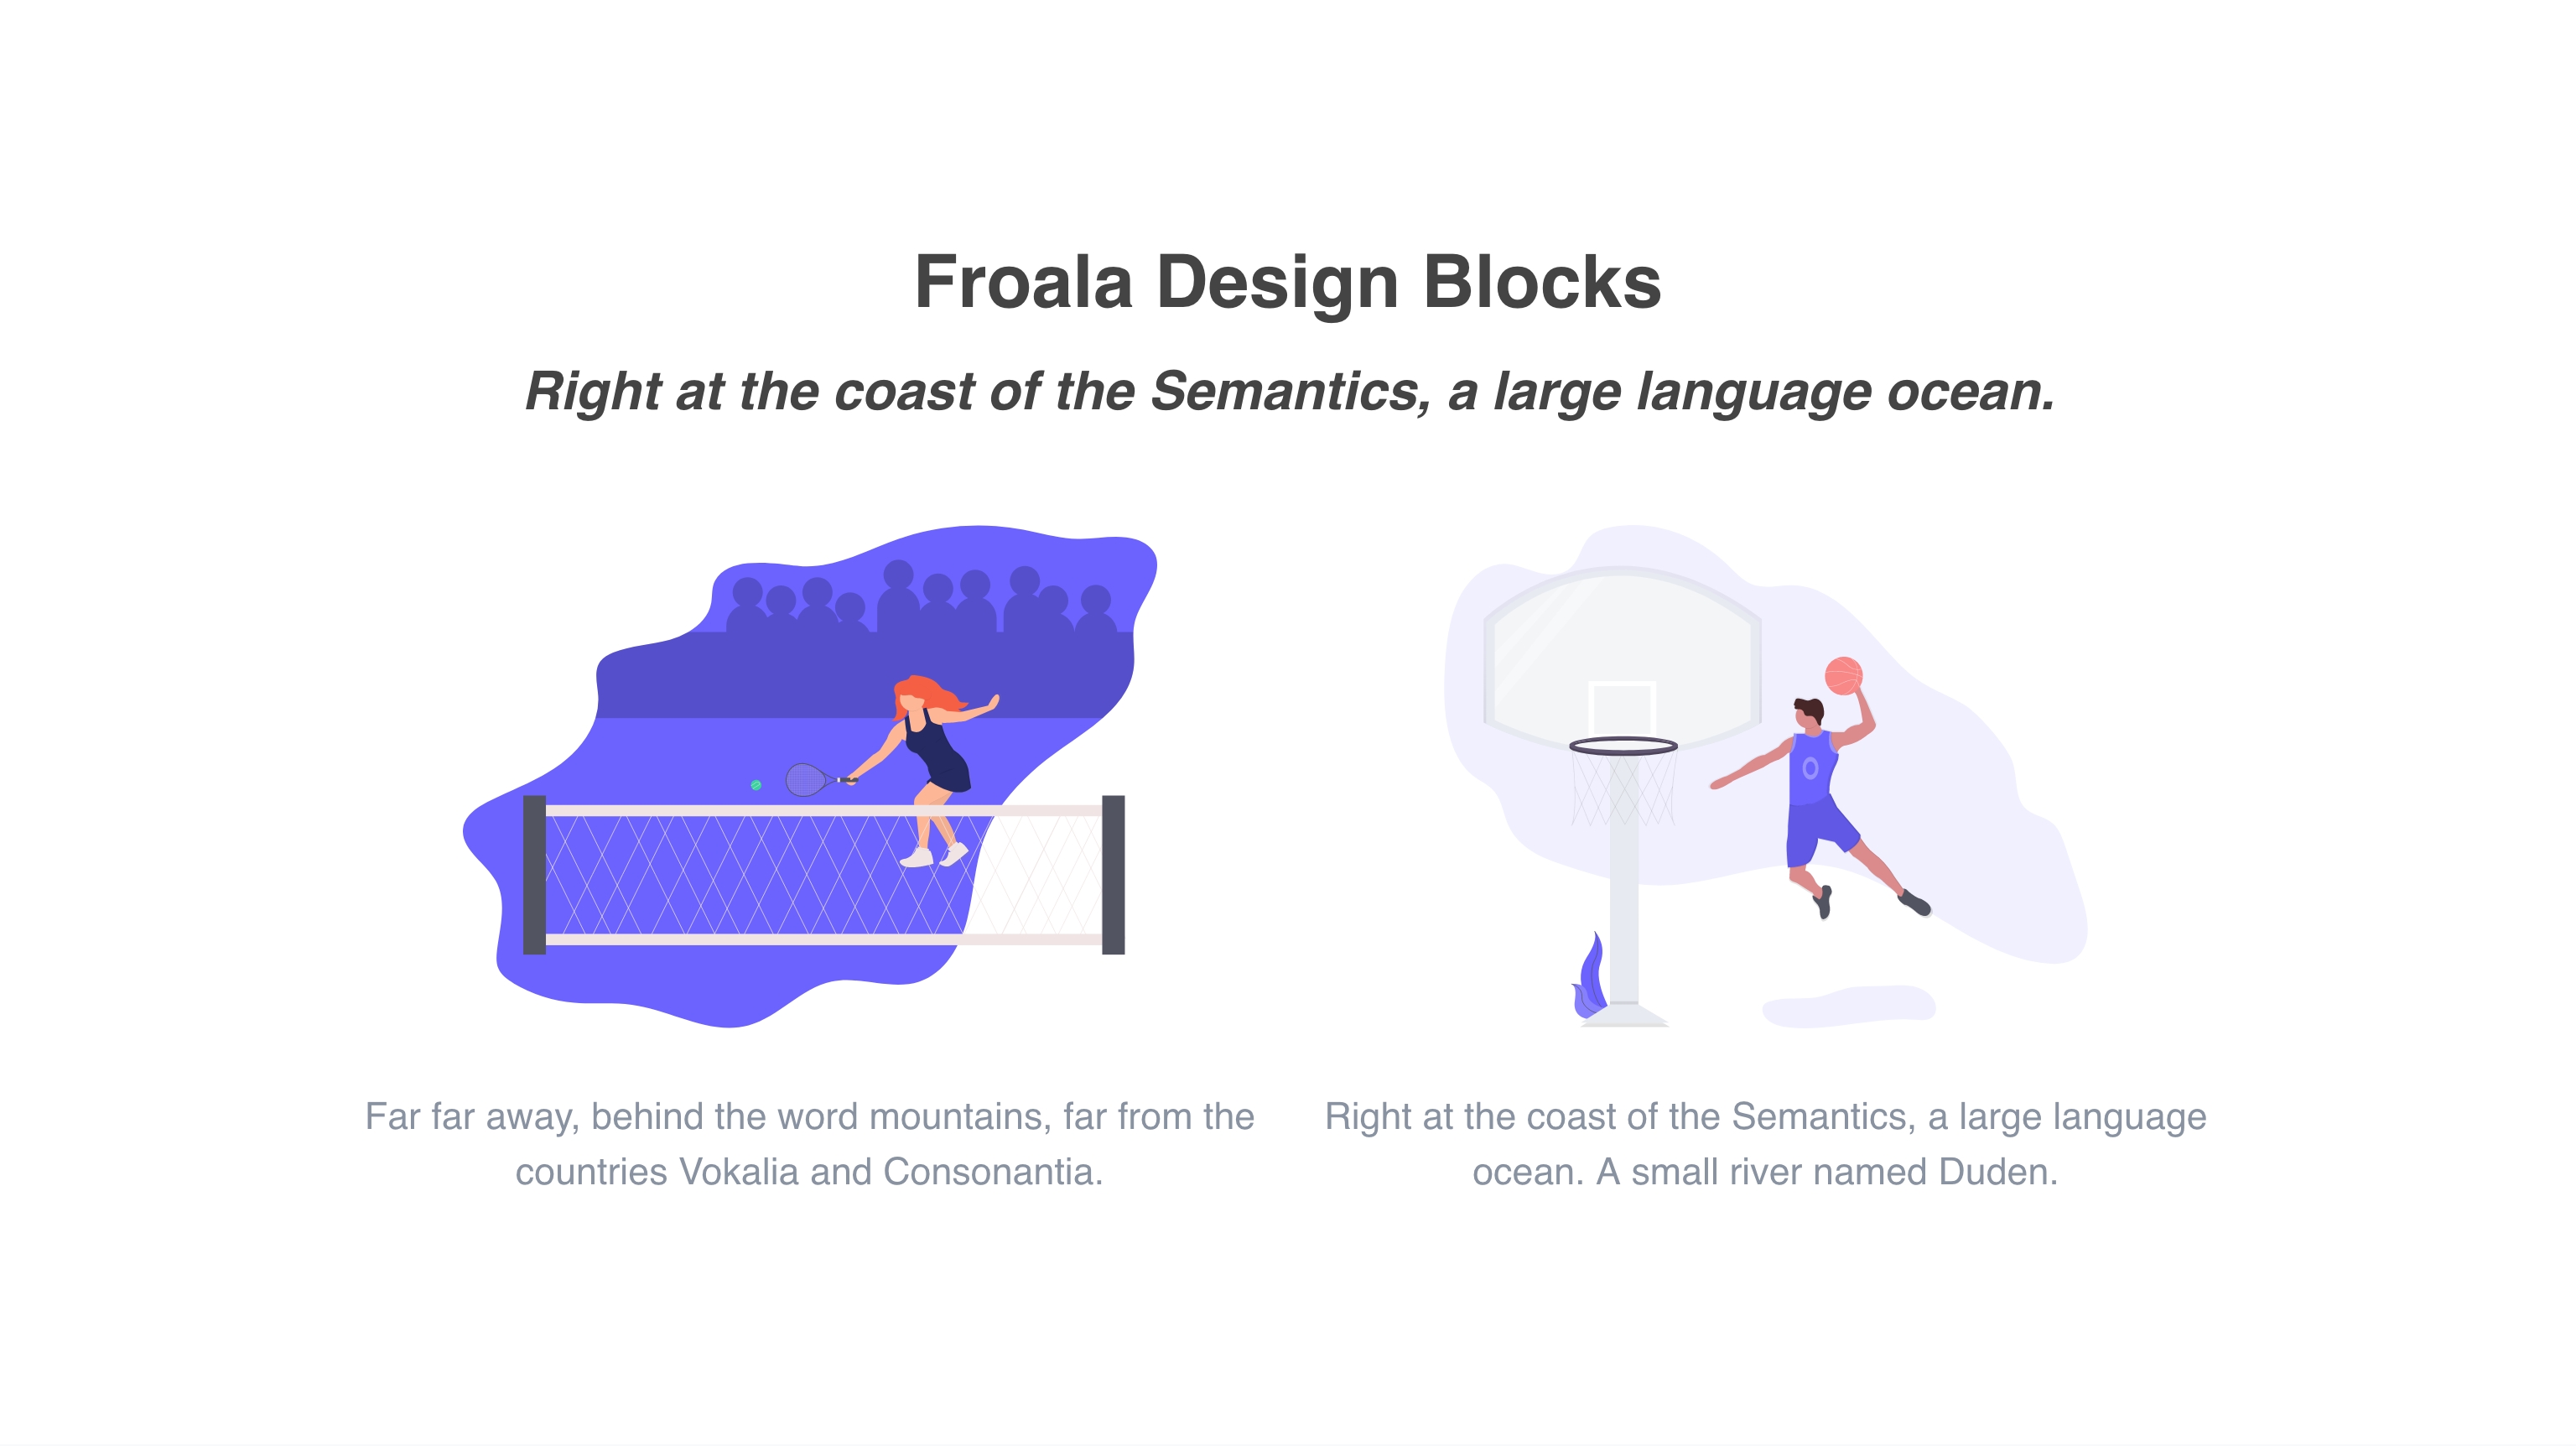 Froala Design Blocks
Right at the coast of the Semantics, a large language ocean.
Far far away, behind the word mountains, far from the
countries Vokalia and Consonantia.
Right at the coast of the Semantics, a large language
ocean. A small river named Duden.